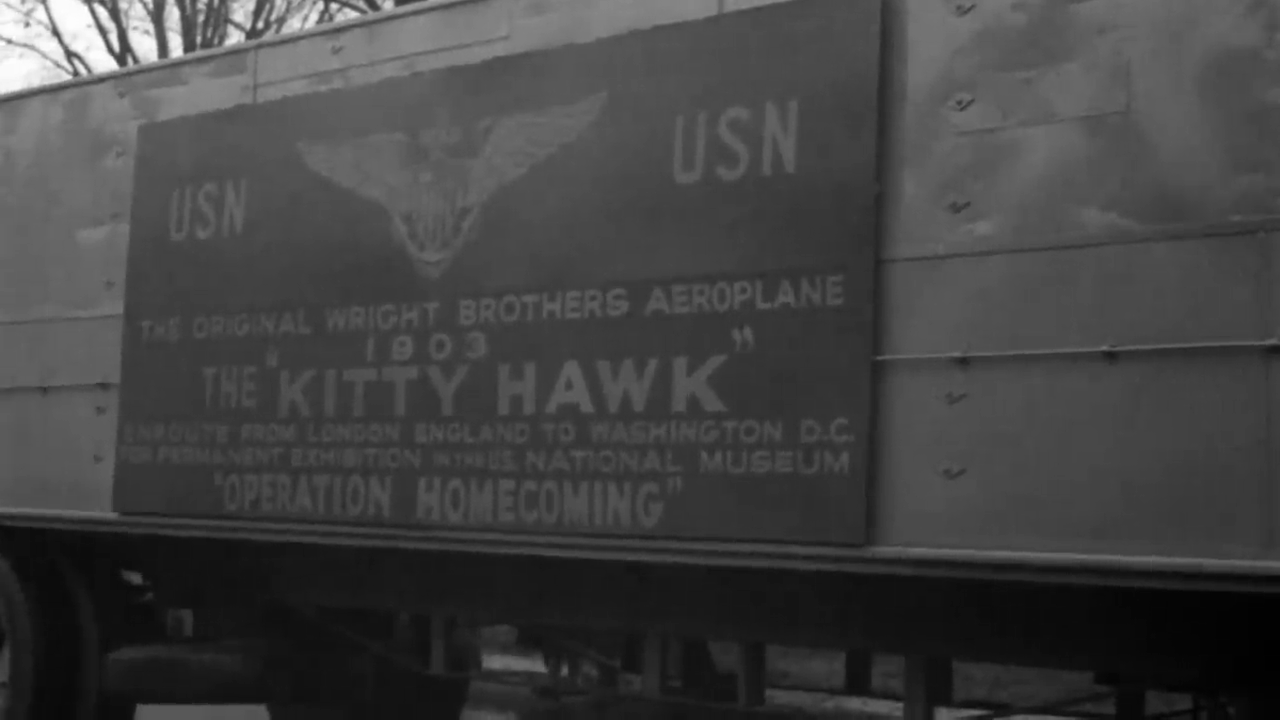 USN USN
THE ORIGINAL WRIGHT BROTHERS AEROPLANE
1903
THE "KITTY HAWK"
ENROUTE FROM LONDON ENGLAND TO WASHINGTON D.C.
FOR PERMANENT EXHIBITION IN THE U.S. NATIONAL MUSEUM
"OPERATION HOMECOMING"